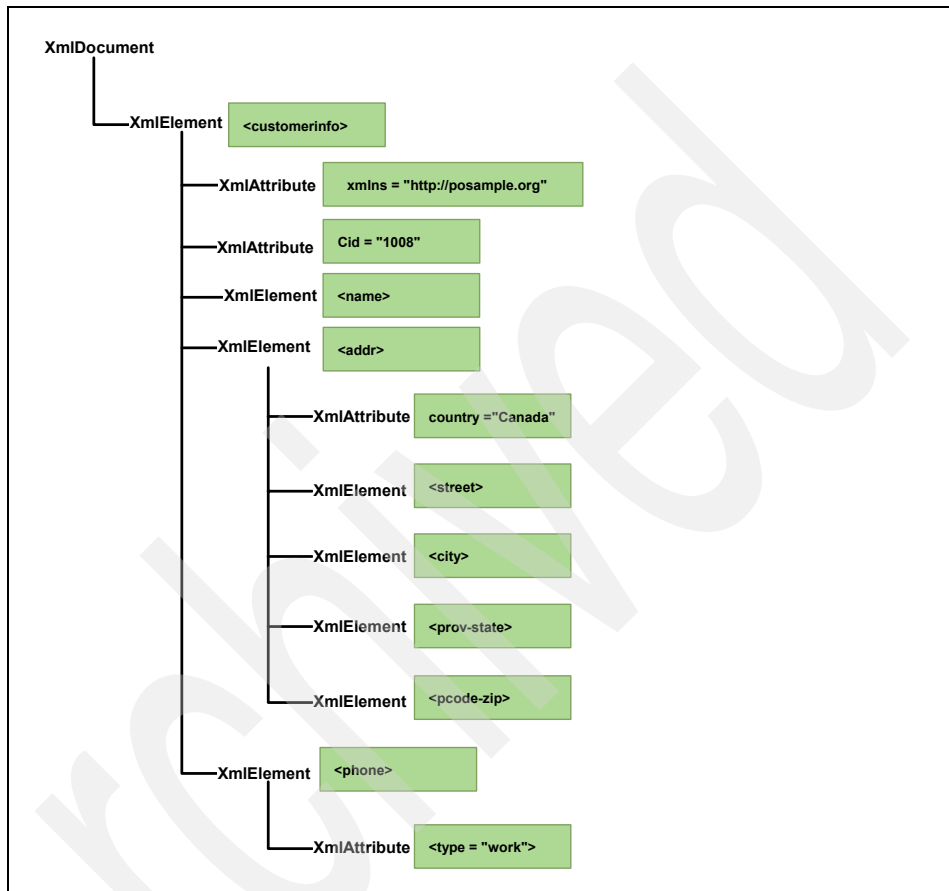 XmlDocument
XmlElement <customerinfo>
XmlAttribute xmlns = "http://posample.org"
XmlAttribute Cid = "1008"
XmlElement <name>
XmlElement <addr>
XmlAttribute country ="Canada"
XmlElement <street>
XmlElement <city>
XmlElement <prov-state>
XmlElement <pcode-zip>
XmlElement <phone>
XmlAttribute <type = "work">
rchived